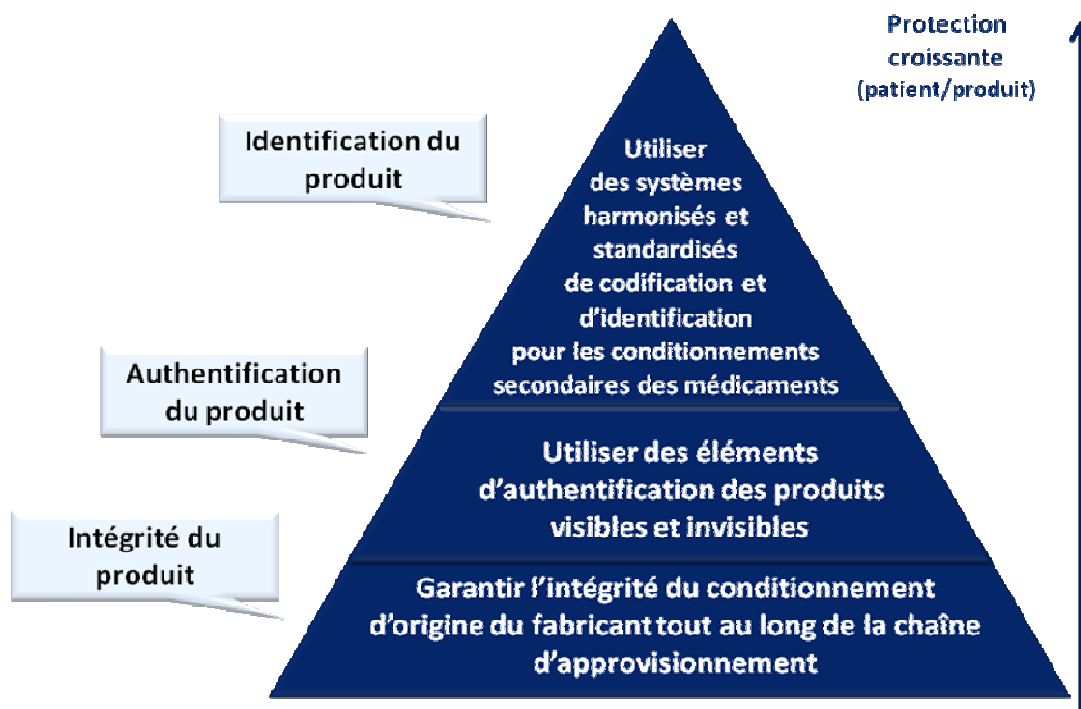 Protection
croissante
(patient/produit)
Identification du
produit
Utiliser
des systèmes
harmonisés et
standardisés
de codification et
d'identification
pour les conditionnements
secondaires des médicaments
Authentification
du produit
Utiliser des éléments
d'authentification des produits
visibles et invisibles
Intégrité du
produit
Garantir l'intégrité du conditionnement
d'origine du fabricant tout au long de la chaîne
d'approvisionnement